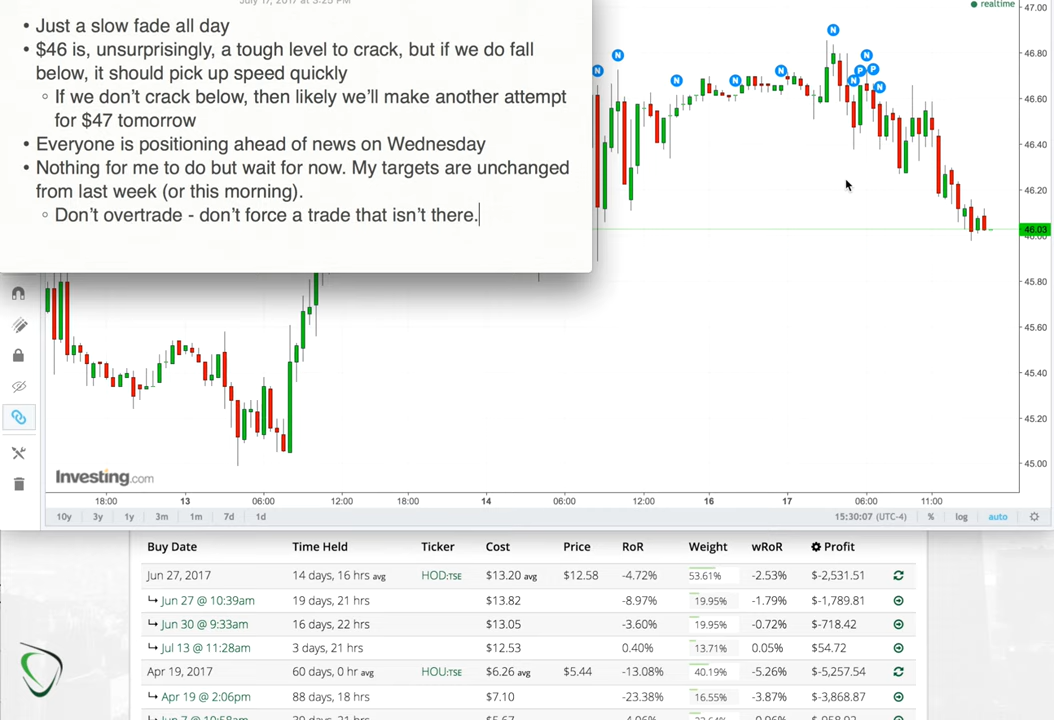 July 17, 2017 at 3:25 PM
• Just a slow fade all day
• $46 is, unsurprisingly, a tough level to crack, but if we do fall
below, it should pick up speed quickly
◦ If we don't crack below, then likely we'll make another attempt
for $47 tomorrow
• Everyone is positioning ahead of news on Wednesday
• Nothing for me to do but wait for now. My targets are unchanged
from last week (or this morning).
◦ Don't overtrade - don't force a trade that isn't there.
realtime
47.00
46.80
46.60
46.40
46.20
46.03
46.00
45.80
45.60
45.40
45.20
45.00
N N N N N N N P P N N
Investing.com
18:00 13 06:00 12:00 18:00 14 06:00 12:00 16 17 06:00 11:00
10y 3y 1y 3m 1m 7d 1d 15:30:07 (UTC-4) % log auto
Buy Date Time Held Ticker Cost Price RoR Weight wRoR Profit
Jun 27, 2017 14 days, 16 hrs avg HOD:TSE $13.20 avg $12.58 -4.72% 53.61% -2.53% $-2,531.51
Jun 27 @ 10:39am 19 days, 21 hrs $13.82 -8.97% 19.95% -1.79% $-1,789.81
Jun 30 @ 9:33am 16 days, 22 hrs $13.05 -3.60% 19.95% -0.72% $-718.42
Jul 13 @ 11:28am 3 days, 21 hrs $12.53 0.40% 13.71% 0.05% $54.72
Apr 19, 2017 60 days, 0 hr avg HOU:TSE $6.26 avg $5.44 -13.08% 40.19% -5.26% $-5,257.54
Apr 19 @ 2:06pm 88 days, 18 hrs $7.10 -23.38% 16.55% -3.87% $-3,868.87